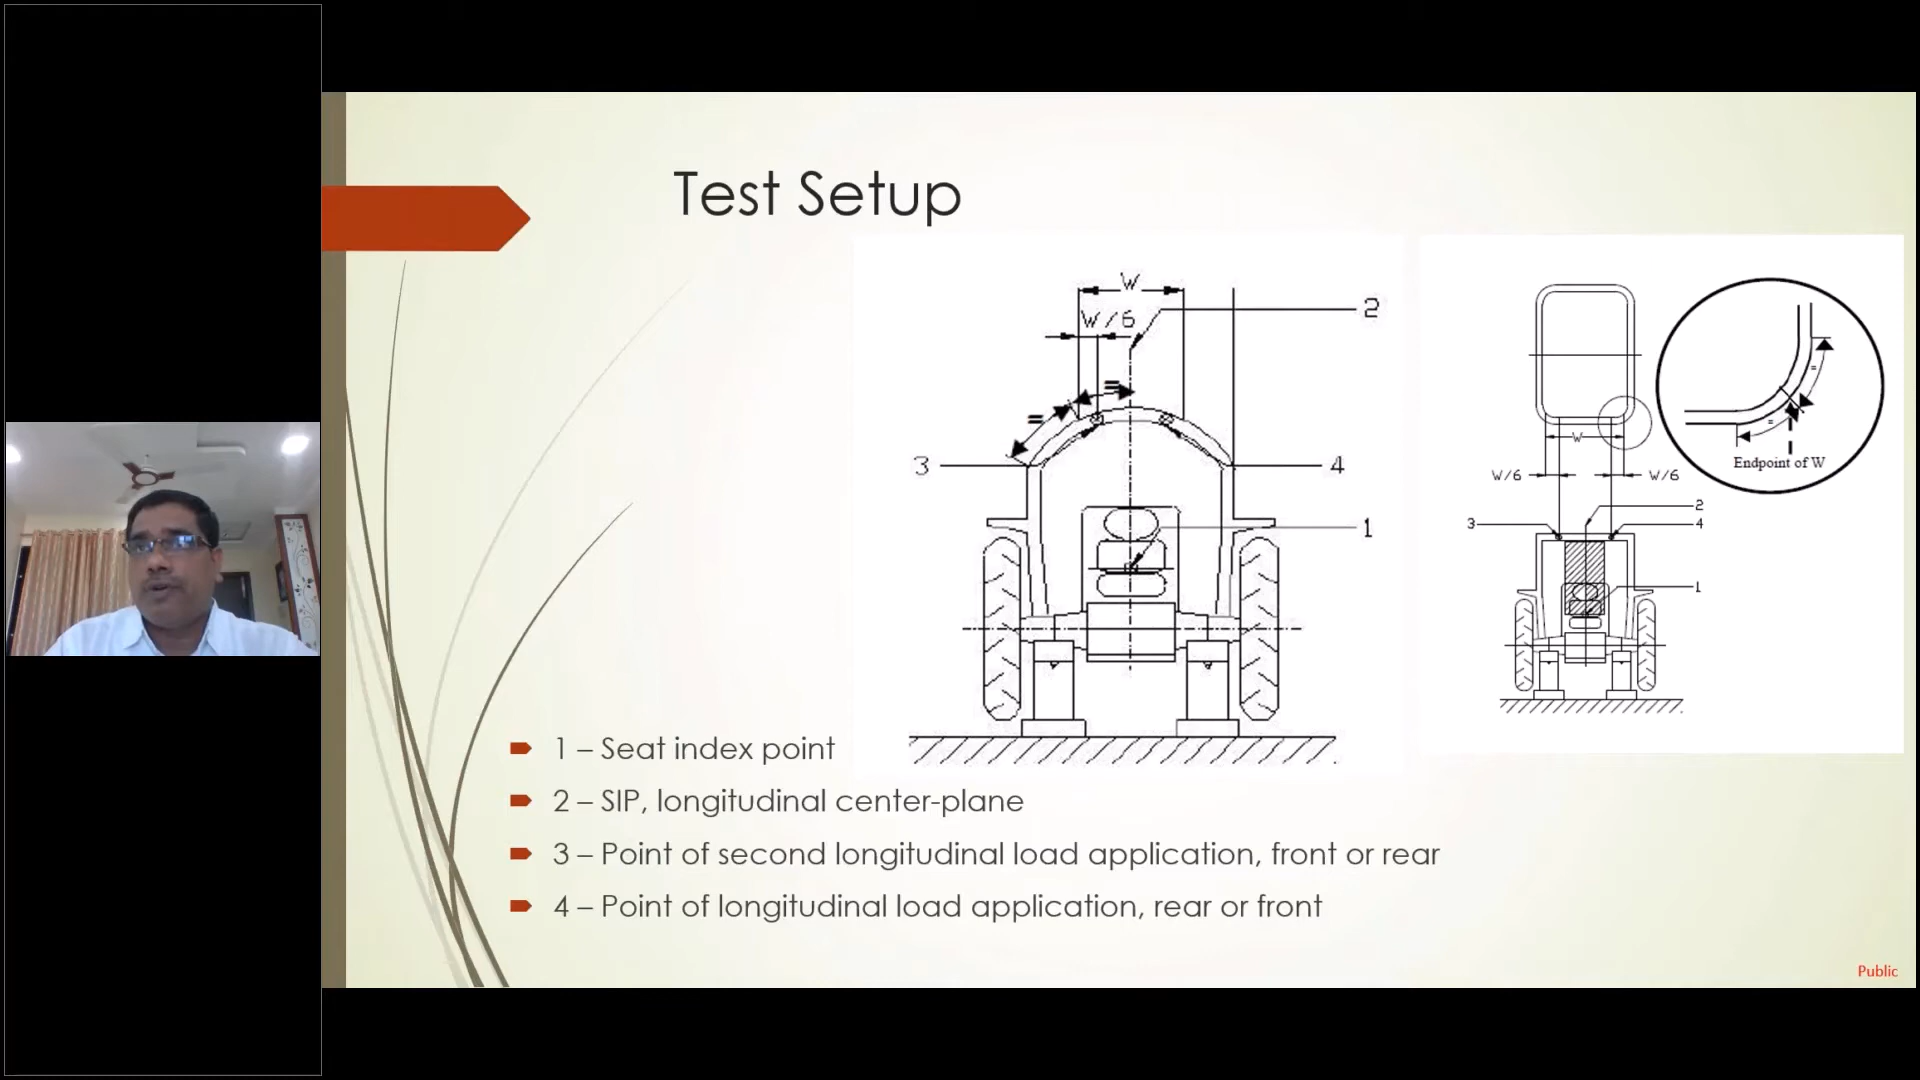 Test Setup
W
W/6
2
=
=
3
4
1
W
W/6
W/6
=
=
Endpoint of W
2
3
4
1
1 – Seat index point
2 – SIP, longitudinal center-plane
3 – Point of second longitudinal load application, front or rear
4 – Point of longitudinal load application, rear or front
Public